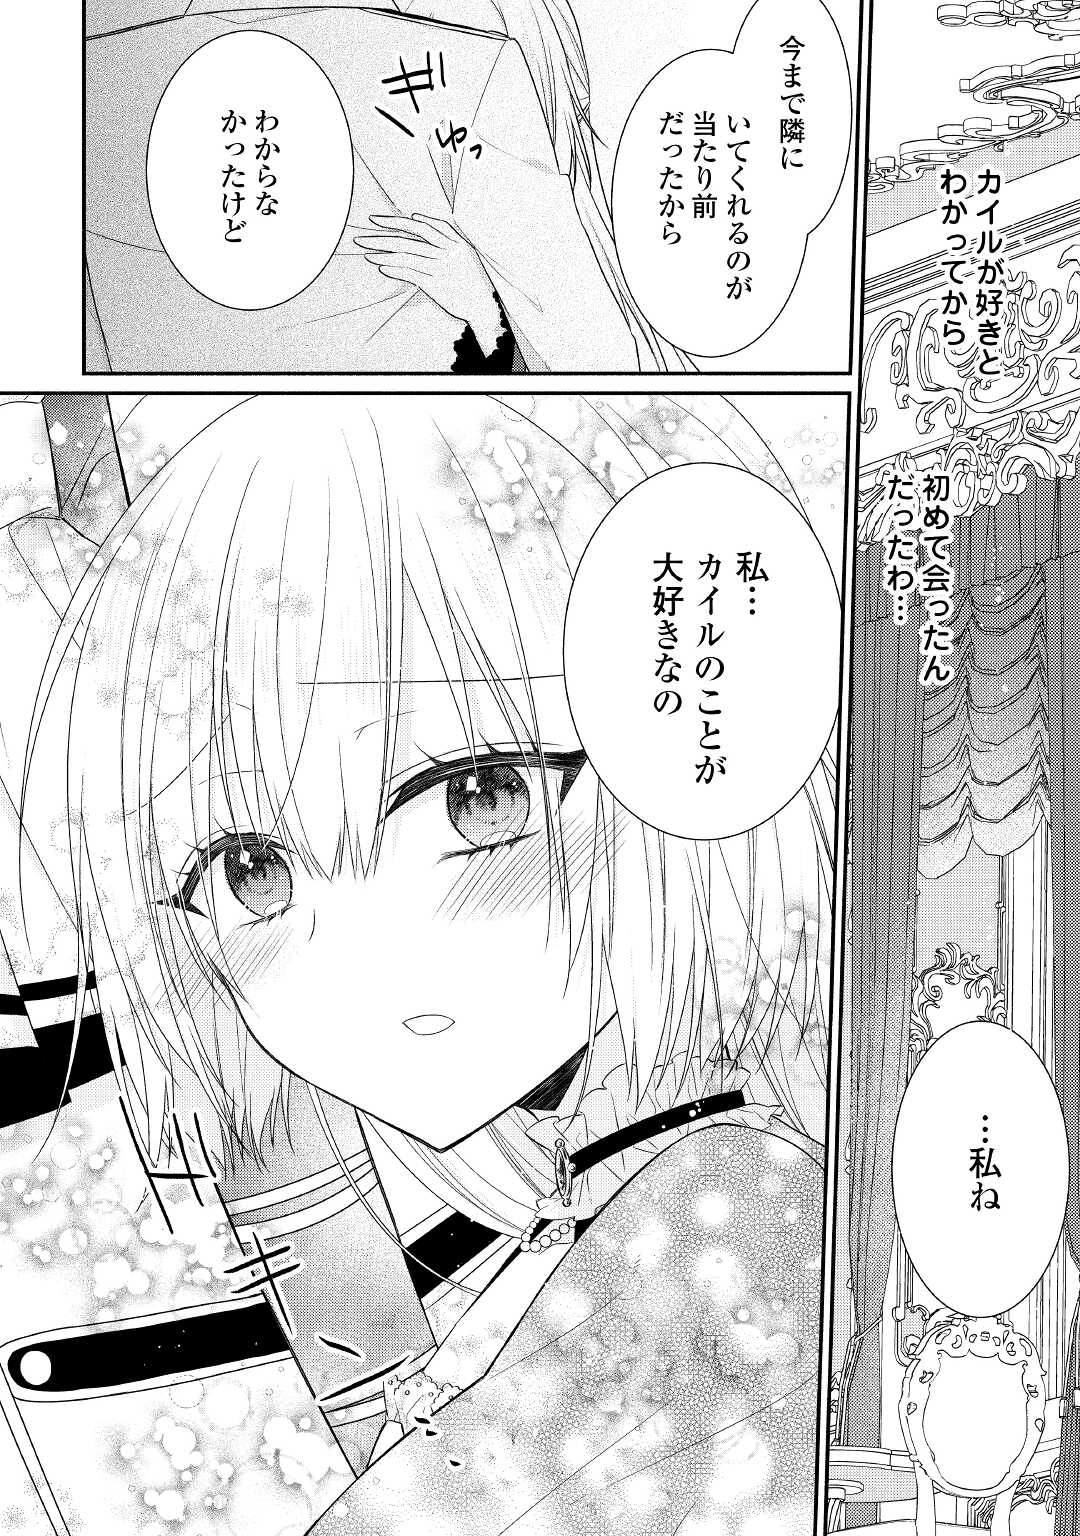 カイルが好きと
わかってから
初めて会ったん
だったわ…
…私ね
今まで隣に
いてくれるのが
当たり前
だったから
わからな
かったけど
ぎゅっ
私…
カイルのことが
大好きなの